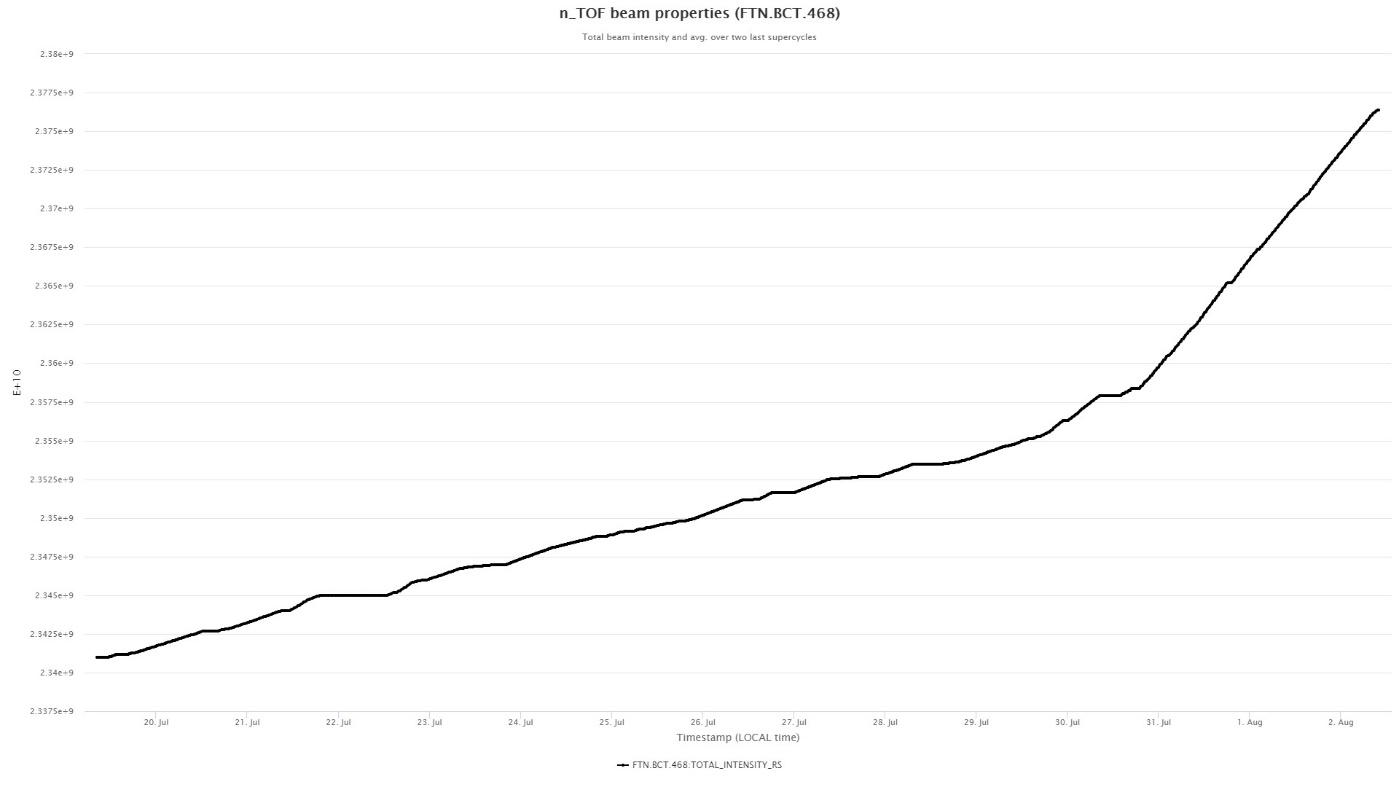 n_TOF beam properties (FTN.BCT.468)
Total beam intensity and avg. over two last supercycles
2.38e+9
2.3775e+9
2.375e+9
2.3725e+9
2.37e+9
2.3675e+9
2.365e+9
2.3625e+9
2.36e+9
2.3575e+9
2.355e+9
2.3525e+9
2.35e+9
2.3475e+9
2.345e+9
2.3425e+9
2.34e+9
2.3375e+9
E+10
20. Jul 21. Jul 22. Jul 23. Jul 24. Jul 25. Jul 26. Jul 27. Jul 28. Jul 29. Jul 30. Jul 31. Jul 1. Aug 2. Aug
Timestamp (LOCAL time)
FTN.BCT.468:TOTAL_INTENSITY_RS